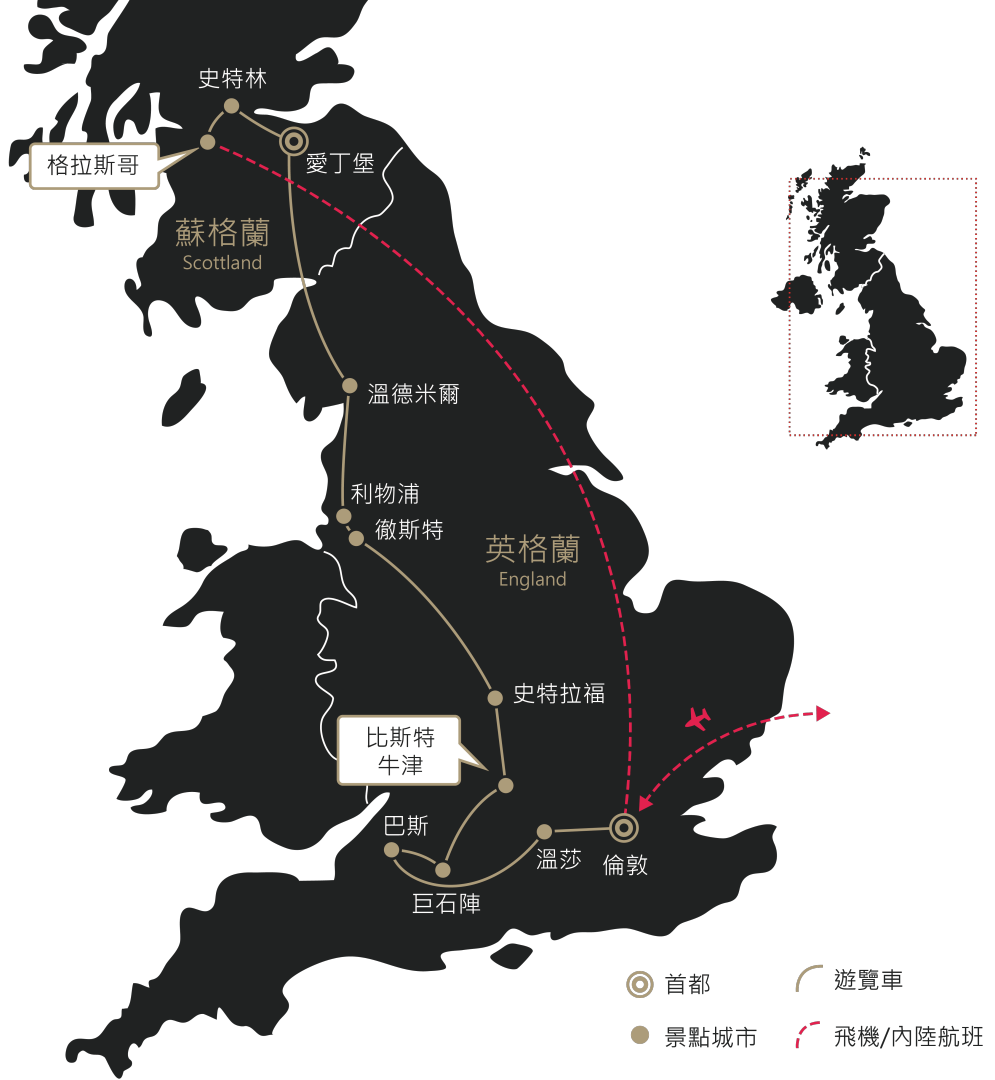 史特林
格拉斯哥
愛丁堡
蘇格蘭
Scottland
溫德米爾
利物浦
徹斯特
英格蘭
England
史特拉福
比斯特
牛津
巴斯
溫莎
倫敦
巨石陣
首都
遊覽車
景點城市
飛機/內陸航班